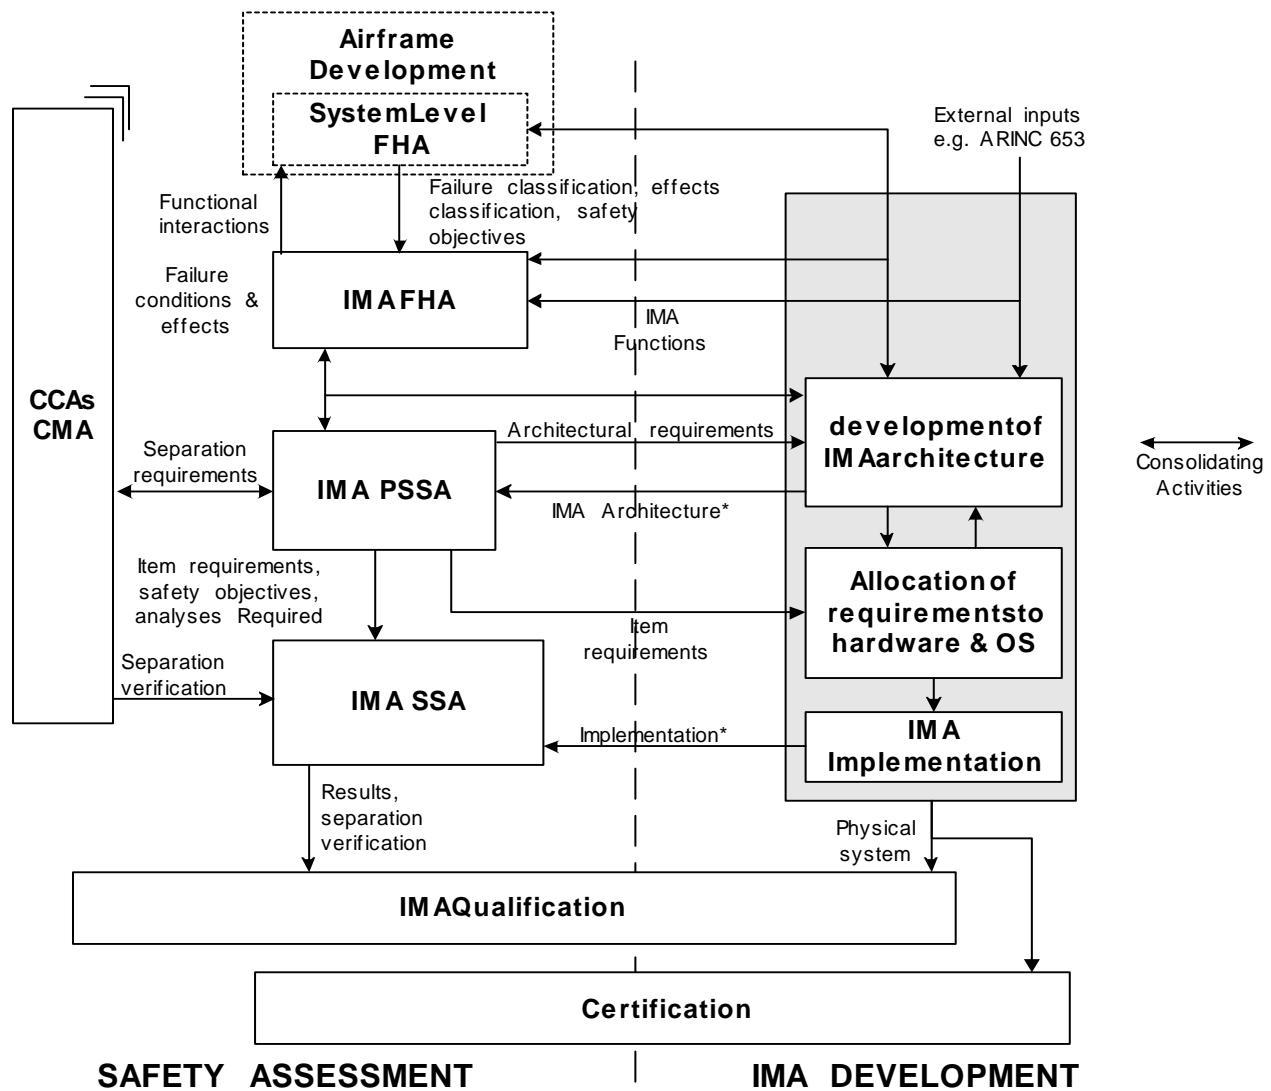 Airframe
Development
SystemLevel
FHA
External inputs
e.g. ARINC 653
Functional
interactions
Failure classification, effects
classification, safety
objectives
Failure
conditions &
effects
IMAFHA
IMA
Functions
CCAs
CMA
Separation
requirements
IMA PSSA
Architectural requirements
IMA Architecture*
developmentof
IMAarchitecture
Consolidating
Activities
Item requirements,
safety objectives,
analyses Required
Item
requirements
Allocationof
requirementsto
hardware & OS
Separation
verification
IMA SSA
Implementation*
IMA
Implementation
Results,
separation
verification
Physical
system
IMAQualification
Certification
SAFETY ASSESSMENT
IMA DEVELOPMENT